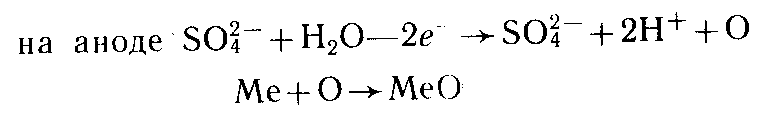 на аноде SO₄²⁻ + H₂O—2e⁻ → SO₄²⁻ + 2H⁺ + O
Me + O → MeO